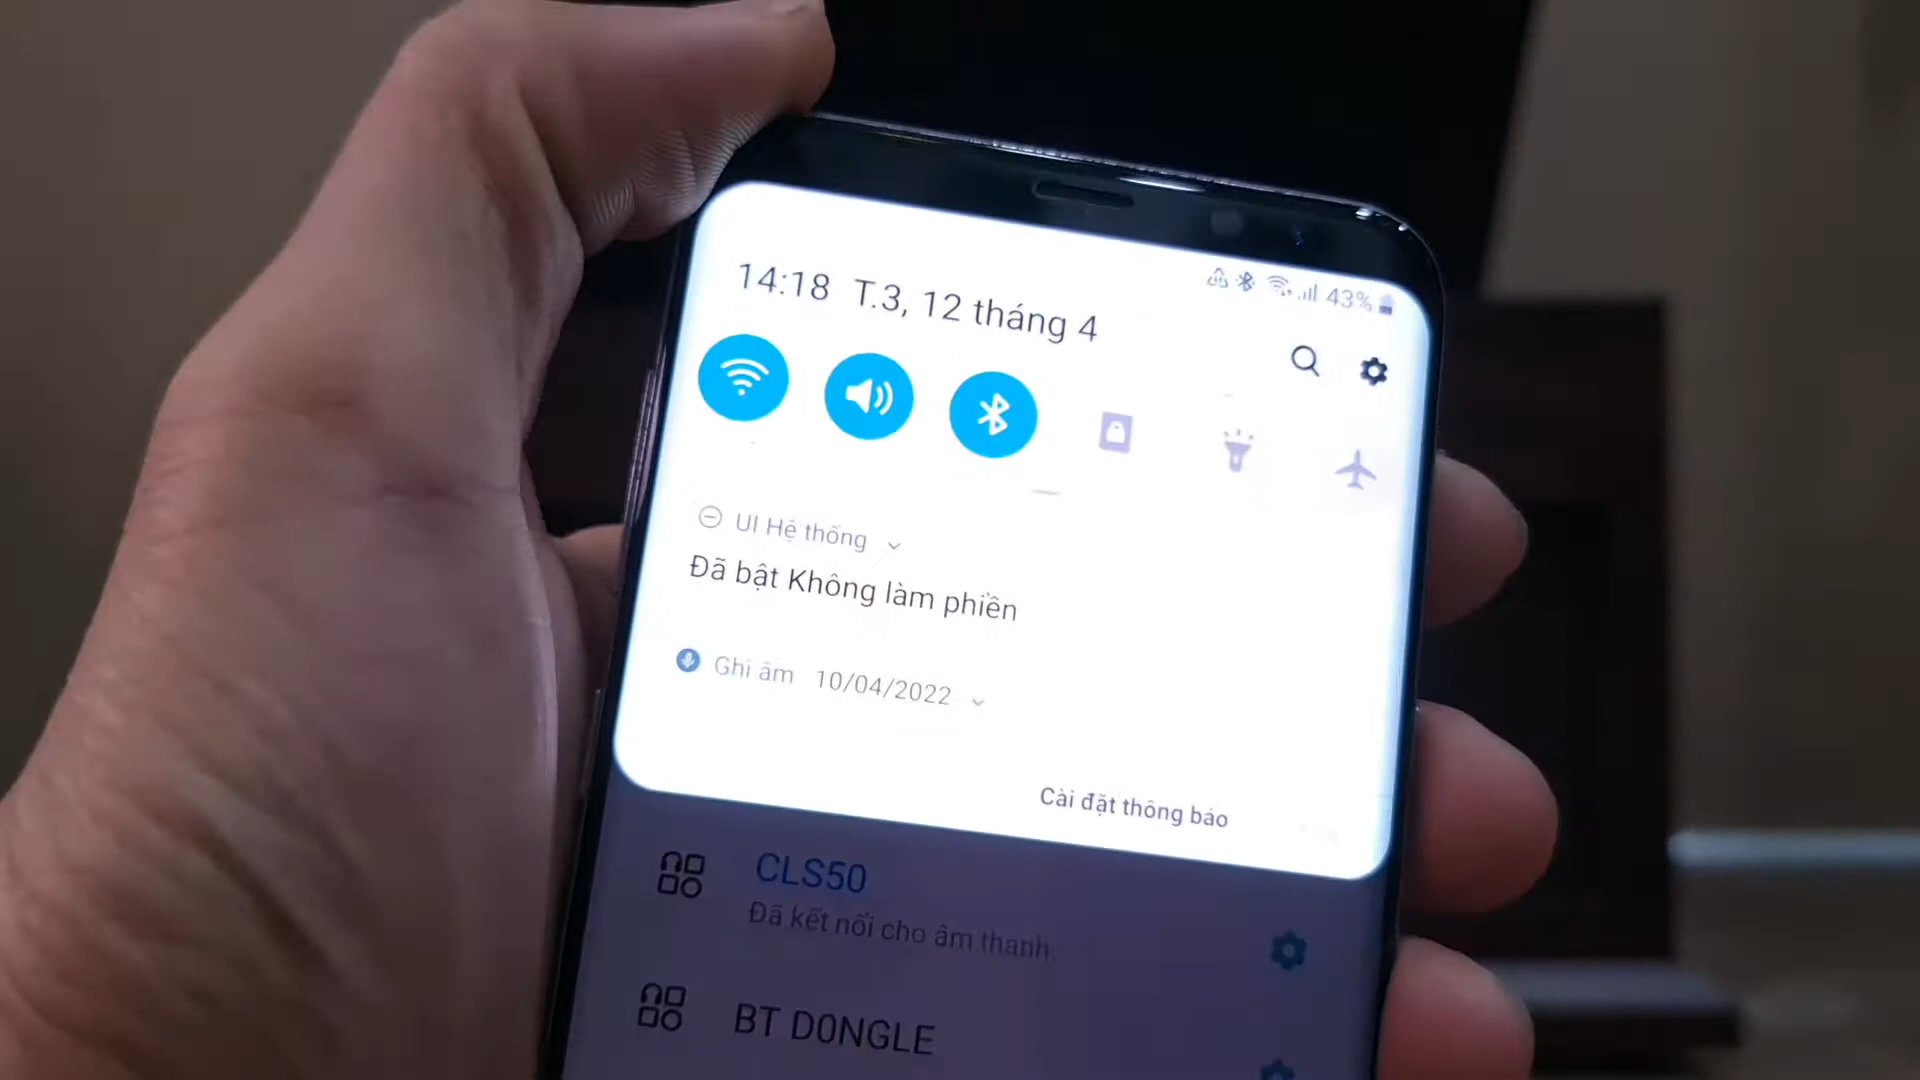 43%
14:18 T.3, 12 tháng 4
UI Hệ thống
Đã bật Không làm phiền
Ghi âm 10/04/2022
Cài đặt thông báo
CLS50
Đã kết nối cho âm thanh
BT DONGLE